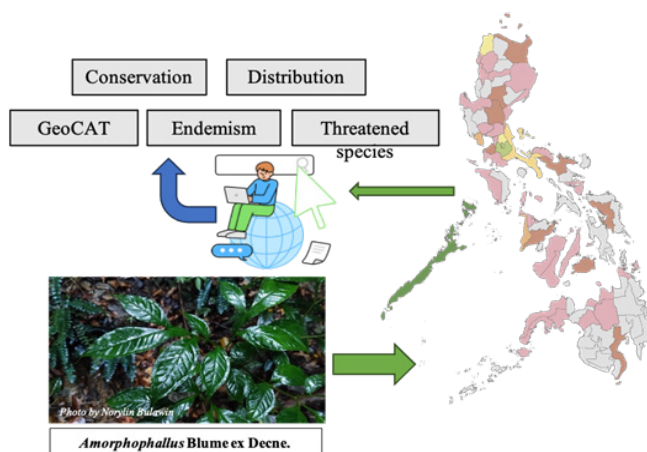 Conservation
Distribution
GeoCAT
Endemism
Threatened
species
Photo by Norylin Bulawin
Amorphophallus Blume ex Decne.